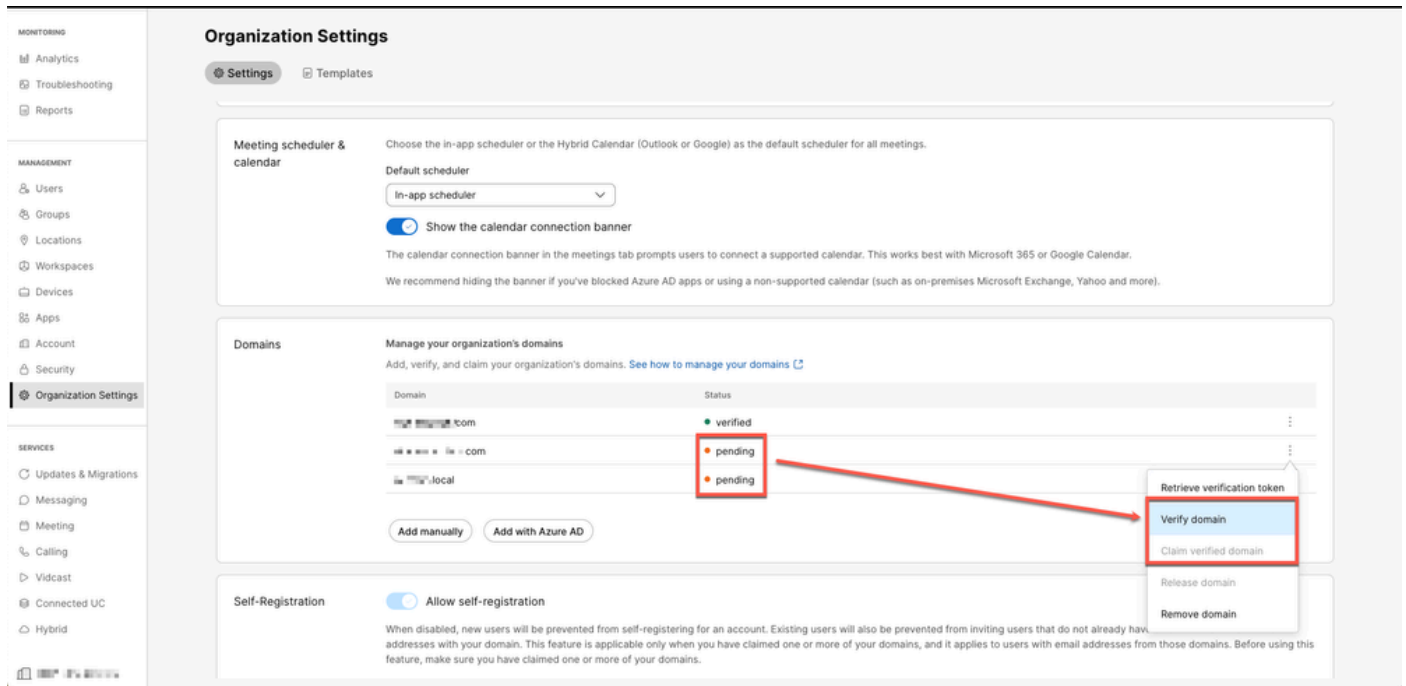 MONITORING
Analytics
Troubleshooting
Reports
MANAGEMENT
Users
Groups
Locations
Workspaces
Devices
Apps
Account
Security
Organization Settings
SERVICES
Updates & Migrations
Messaging
Meeting
Calling
Vidcast
Connected UC
Hybrid
Organization Settings
Settings
Templates
Meeting scheduler &
calendar
Choose the in-app scheduler or the Hybrid Calendar (Outlook or Google) as the default scheduler for all meetings.
Default scheduler
In-app scheduler
Show the calendar connection banner
The calendar connection banner in the meetings tab prompts users to connect a supported calendar. This works best with Microsoft 365 or Google Calendar.
We recommend hiding the banner if you've blocked Azure AD apps or using a non-supported calendar (such as on-premises Microsoft Exchange, Yahoo and more).
Domains
Manage your organization's domains
Add, verify, and claim your organization's domains. See how to manage your domains
Domain Status
com verified
com pending
.local pending
Add manually
Add with Azure AD
Retrieve verification token
Verify domain
Claim verified domain
Release domain
Remove domain
Self-Registration
Allow self-registration
When disabled, new users will be prevented from self-registering for an account. Existing users will also be prevented from inviting users that do not already
addresses with your domain. This feature is applicable only when you have claimed one or more of your domains, and it applies to users with email addresses from those domains. Before using this
feature, make sure you have claimed one or more of your domains.